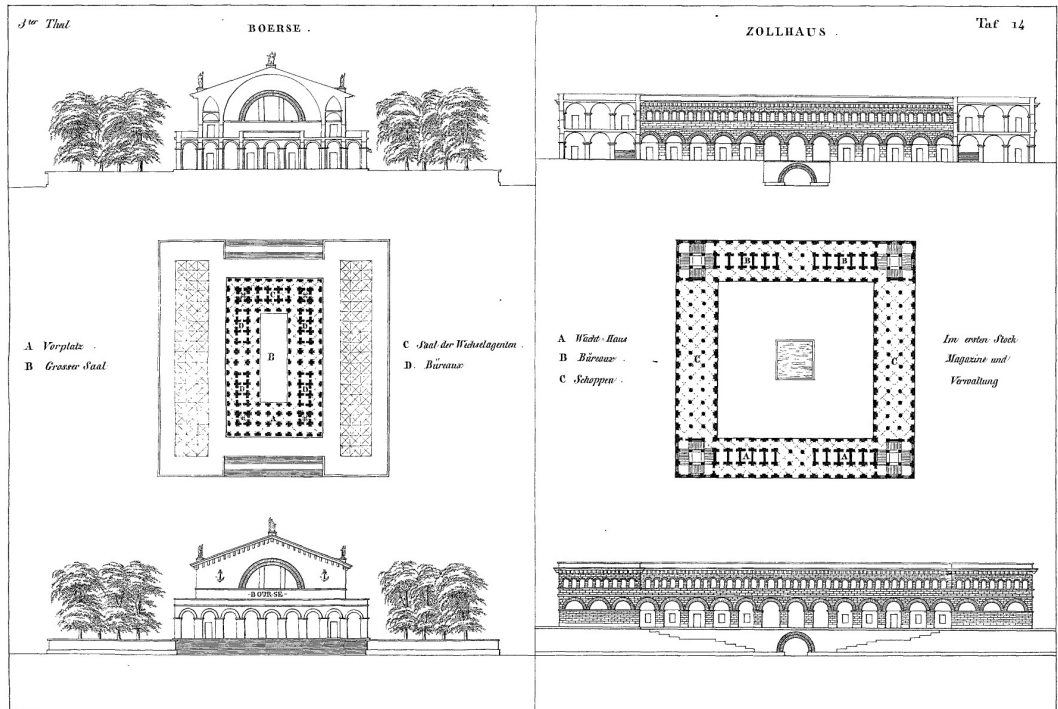 3ter Theil
BOERSE .
ZOLLHAUS .
Taf 14
A Vorplatz .
B Grosser Saal
C Saal der Wechselagenten .
D . Büreaux
A Wacht-Haus
B Büreaux .
C Schoppen .
Im ersten Stock
Magazine und
Verwaltung
C
D
D
B
D
D
A
B
B
C
C
A
A
-BOURSE-